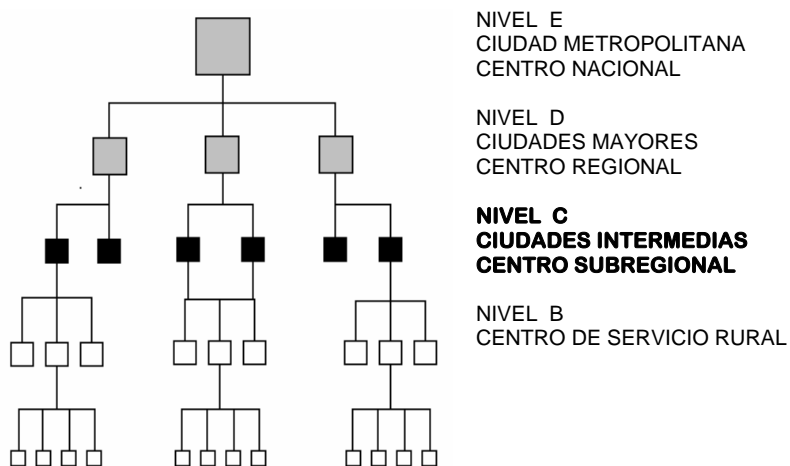 NIVEL E
CIUDAD METROPOLITANA
CENTRO NACIONAL
NIVEL D
CIUDADES MAYORES
CENTRO REGIONAL
NIVEL C
CIUDADES INTERMEDIAS
CENTRO SUBREGIONAL
NIVEL B
CENTRO DE SERVICIO RURAL